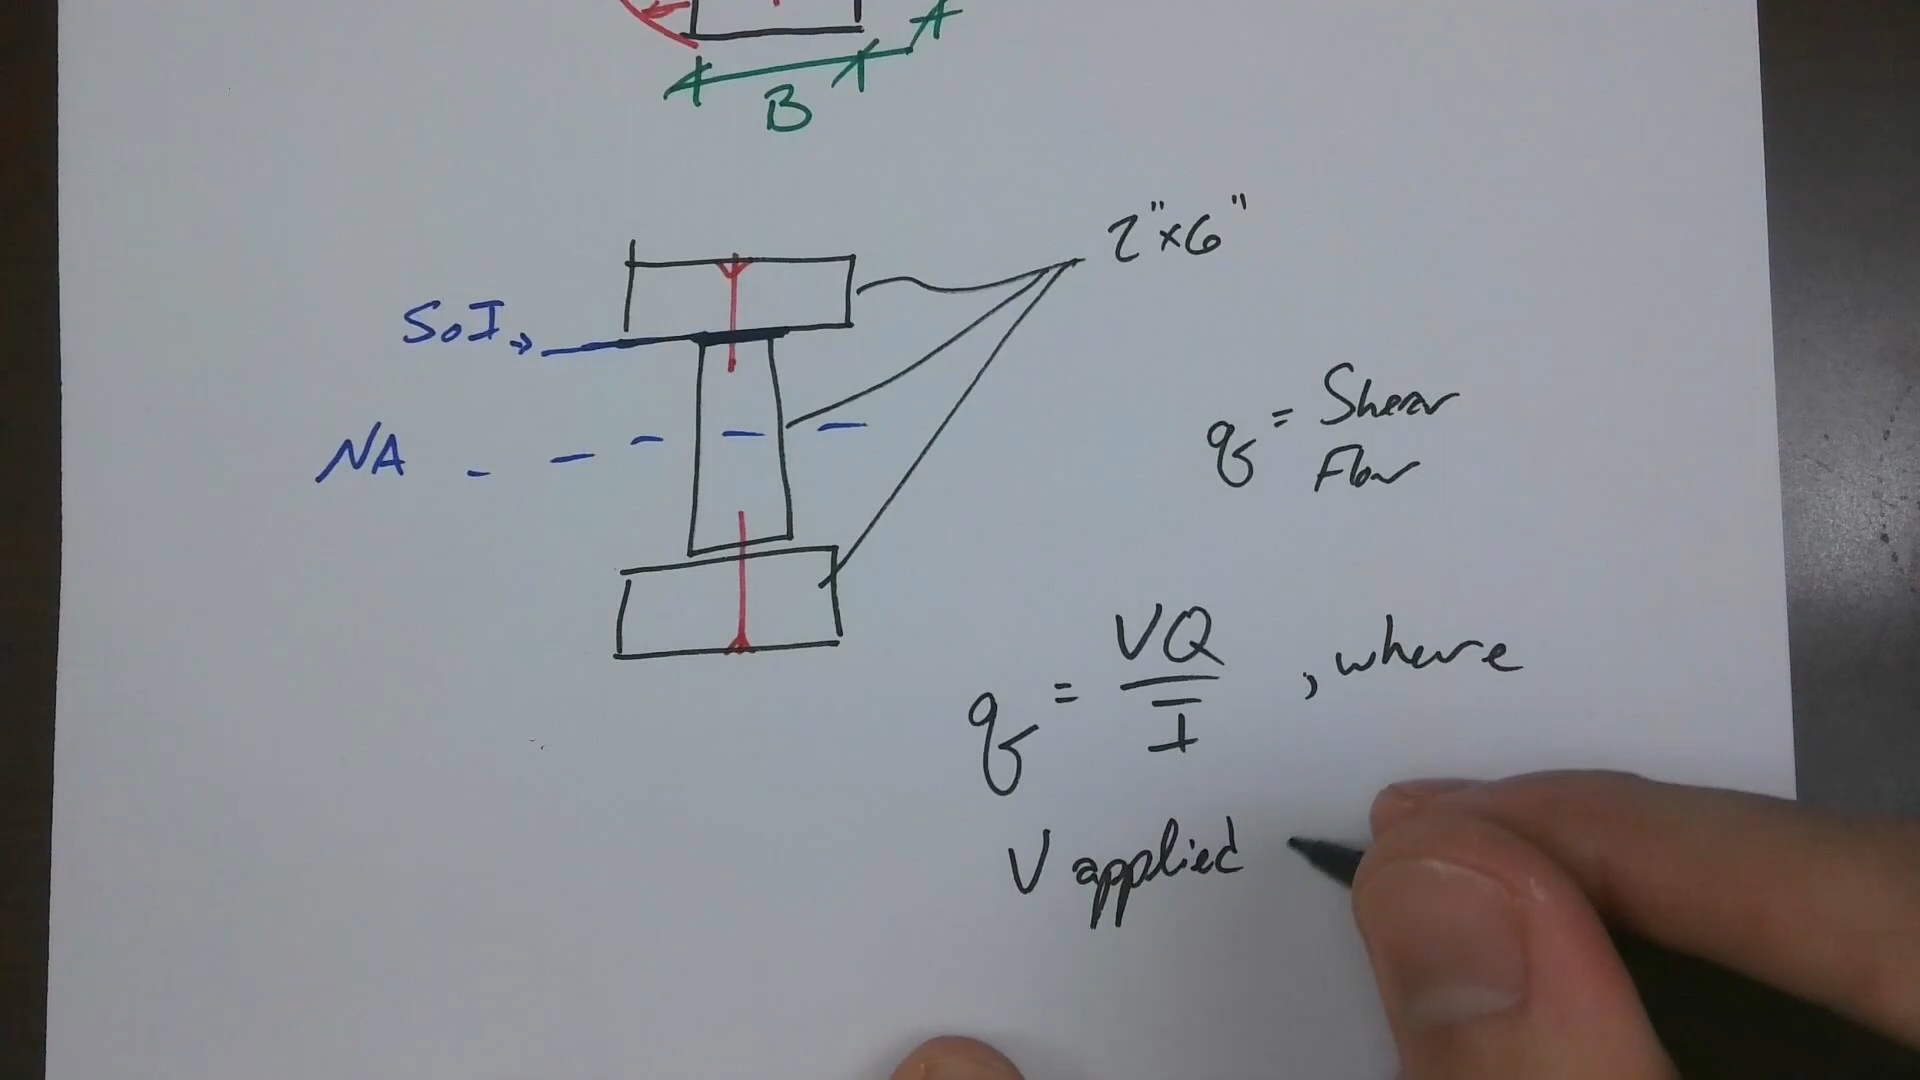 B
2"x6"
SoI
NA
q = Shear
Flow
q = VQ / I , where
V applied